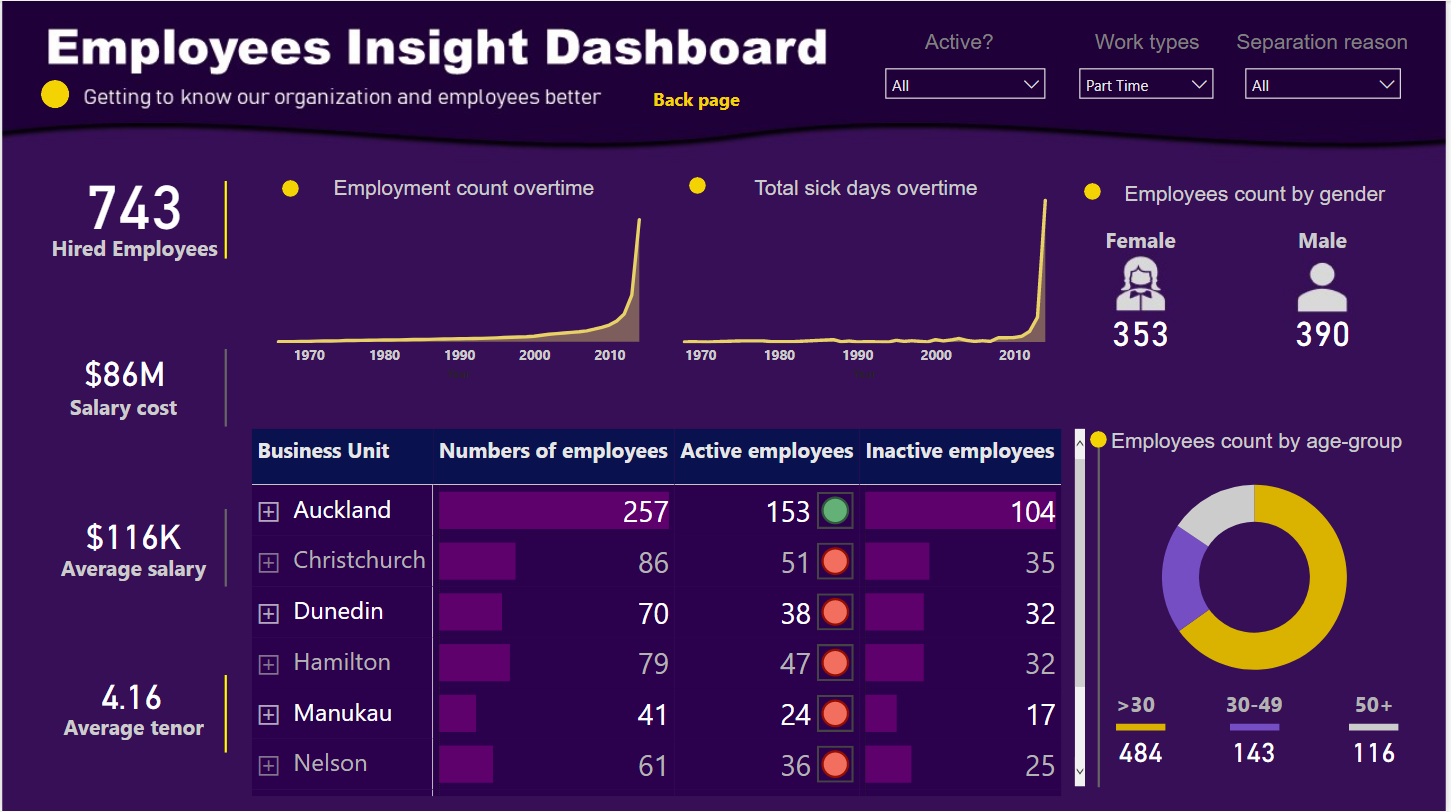 Employees Insight Dashboard
Getting to know our organization and employees better
Back page
Active?
All
Work types
Part Time
Separation reason
All
743
Hired Employees
$86M
Salary cost
$116K
Average salary
4.16
Average tenor
Employment count overtime
1970 1980 1990 2000 2010
Total sick days overtime
1970 1980 1990 2000 2010
Employees count by gender
Female Male
353 390
Business Unit Numbers of employees Active employees Inactive employees
Auckland 257 153 104
Christchurch 86 51 35
Dunedin 70 38 32
Hamilton 79 47 32
Manukau 41 24 17
Nelson 61 36 25
Employees count by age-group
>30 30-49 50+
484 143 116